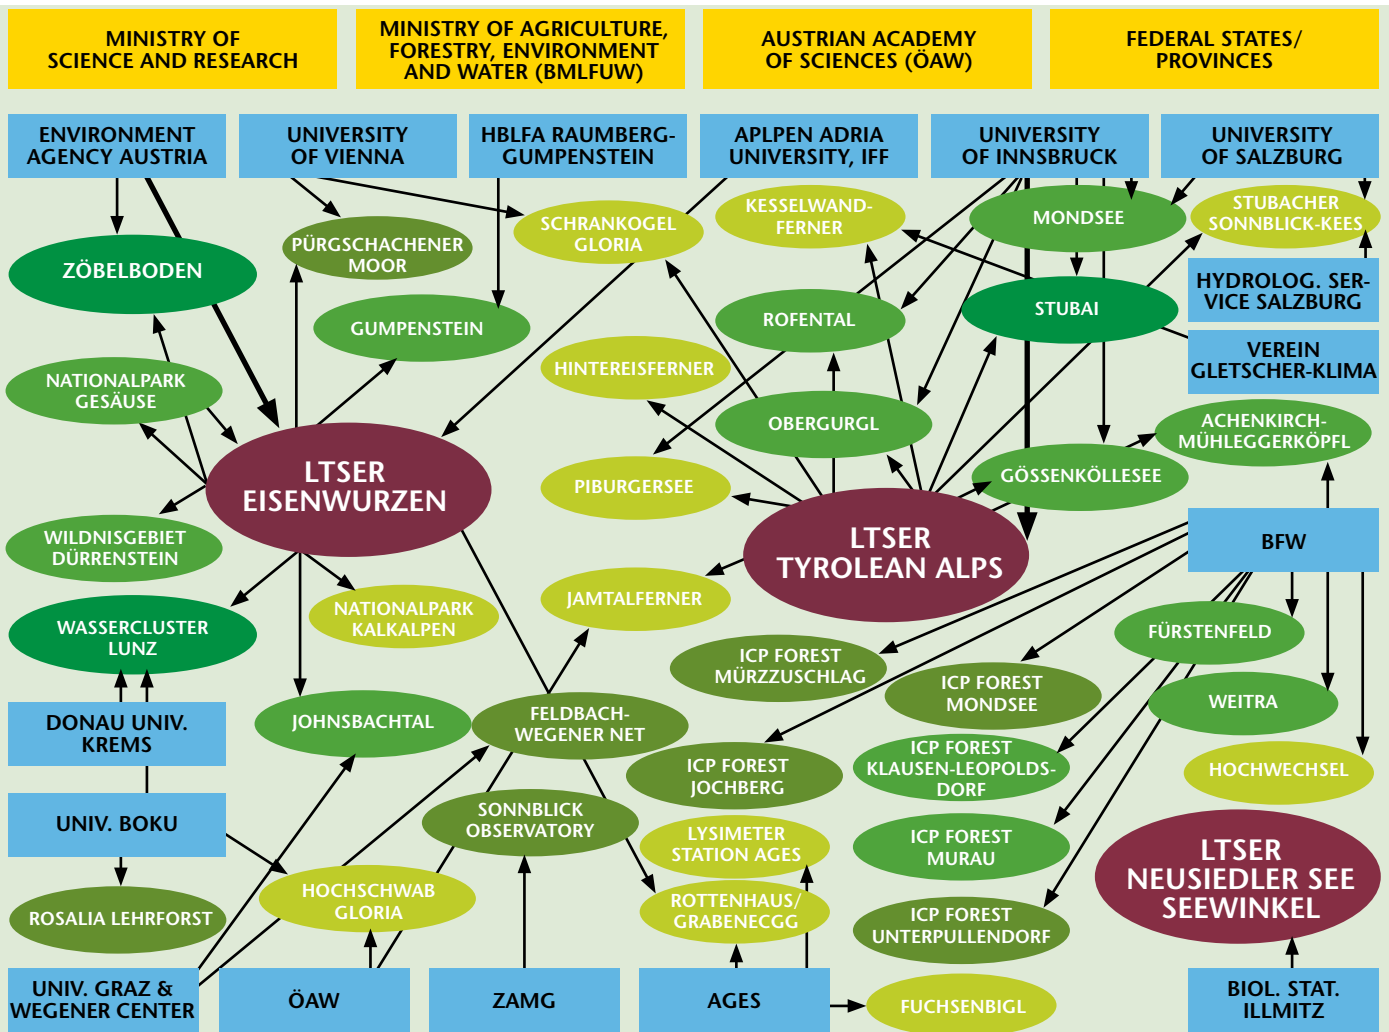 MINISTRY OF
SCIENCE AND RESEARCH
MINISTRY OF AGRICULTURE,
FORESTRY, ENVIRONMENT
AND WATER (BMLFUW)
AUSTRIAN ACADEMY
OF SCIENCES (ÖAW)
FEDERAL STATES/
PROVINCES
ENVIRONMENT
AGENCY AUSTRIA
UNIVERSITY
OF VIENNA
HBLFA RAUMBERG-
GUMPENSTEIN
APLPEN ADRIA
UNIVERSITY, IFF
UNIVERSITY
OF INNSBRUCK
UNIVERSITY
OF SALZBURG
KESSELWAND-
FERNER
MONDSEE
STUBACHER
SONNBLICK-KEES
SCHRANKOGEL
GLORIA
PÜRGSCHACHENER
MOOR
ZÖBELBODEN
HYDROLOG. SER-
VICE SALZBURG
GUMPENSTEIN
ROFENTAL
STUBAI
VEREIN
GLETSCHER-KLIMA
HINTEREISFERNER
NATIONALPARK
GESÄUSE
OBERGURGL
ACHENKIRCH-
MÜHLEGGERKÖPFL
LTSER
EISENWURZEN
PIBURGERSEE
GÖSSENKÖLLESEE
WILDNISGEBIET
DÜRRENSTEIN
LTSER
TYROLEAN ALPS
BFW
JAMTALFERNER
NATIONALPARK
KALKALPEN
WASSERCLUSTER
LUNZ
FÜRSTENFELD
ICP FOREST
MÜRZZUSCHLAG
ICP FOREST
MONDSEE
WEITRA
DONAU UNIV.
KREMS
JOHNSBACHTAL
FELDBACH-
WEGENER NET
ICP FOREST
JOCHBERG
ICP FOREST
KLAUSEN-LEOPOLDS-
DORF
HOCHWECHSEL
UNIV. BOKU
SONNBLICK
OBSERVATORY
LYSIMETER
STATION AGES
ICP FOREST
MURAU
LTSER
NEUSIEDLER SEE
SEEWINKEL
ROSALIA LEHRFORST
HOCHSCHWAB
GLORIA
ROTTENHAUS/
GRABENECGG
ICP FOREST
UNTERPULLENDORF
UNIV. GRAZ &
WEGENER CENTER
ÖAW
ZAMG
AGES
FUCHSENBIGL
BIOL. STAT.
ILLMITZ